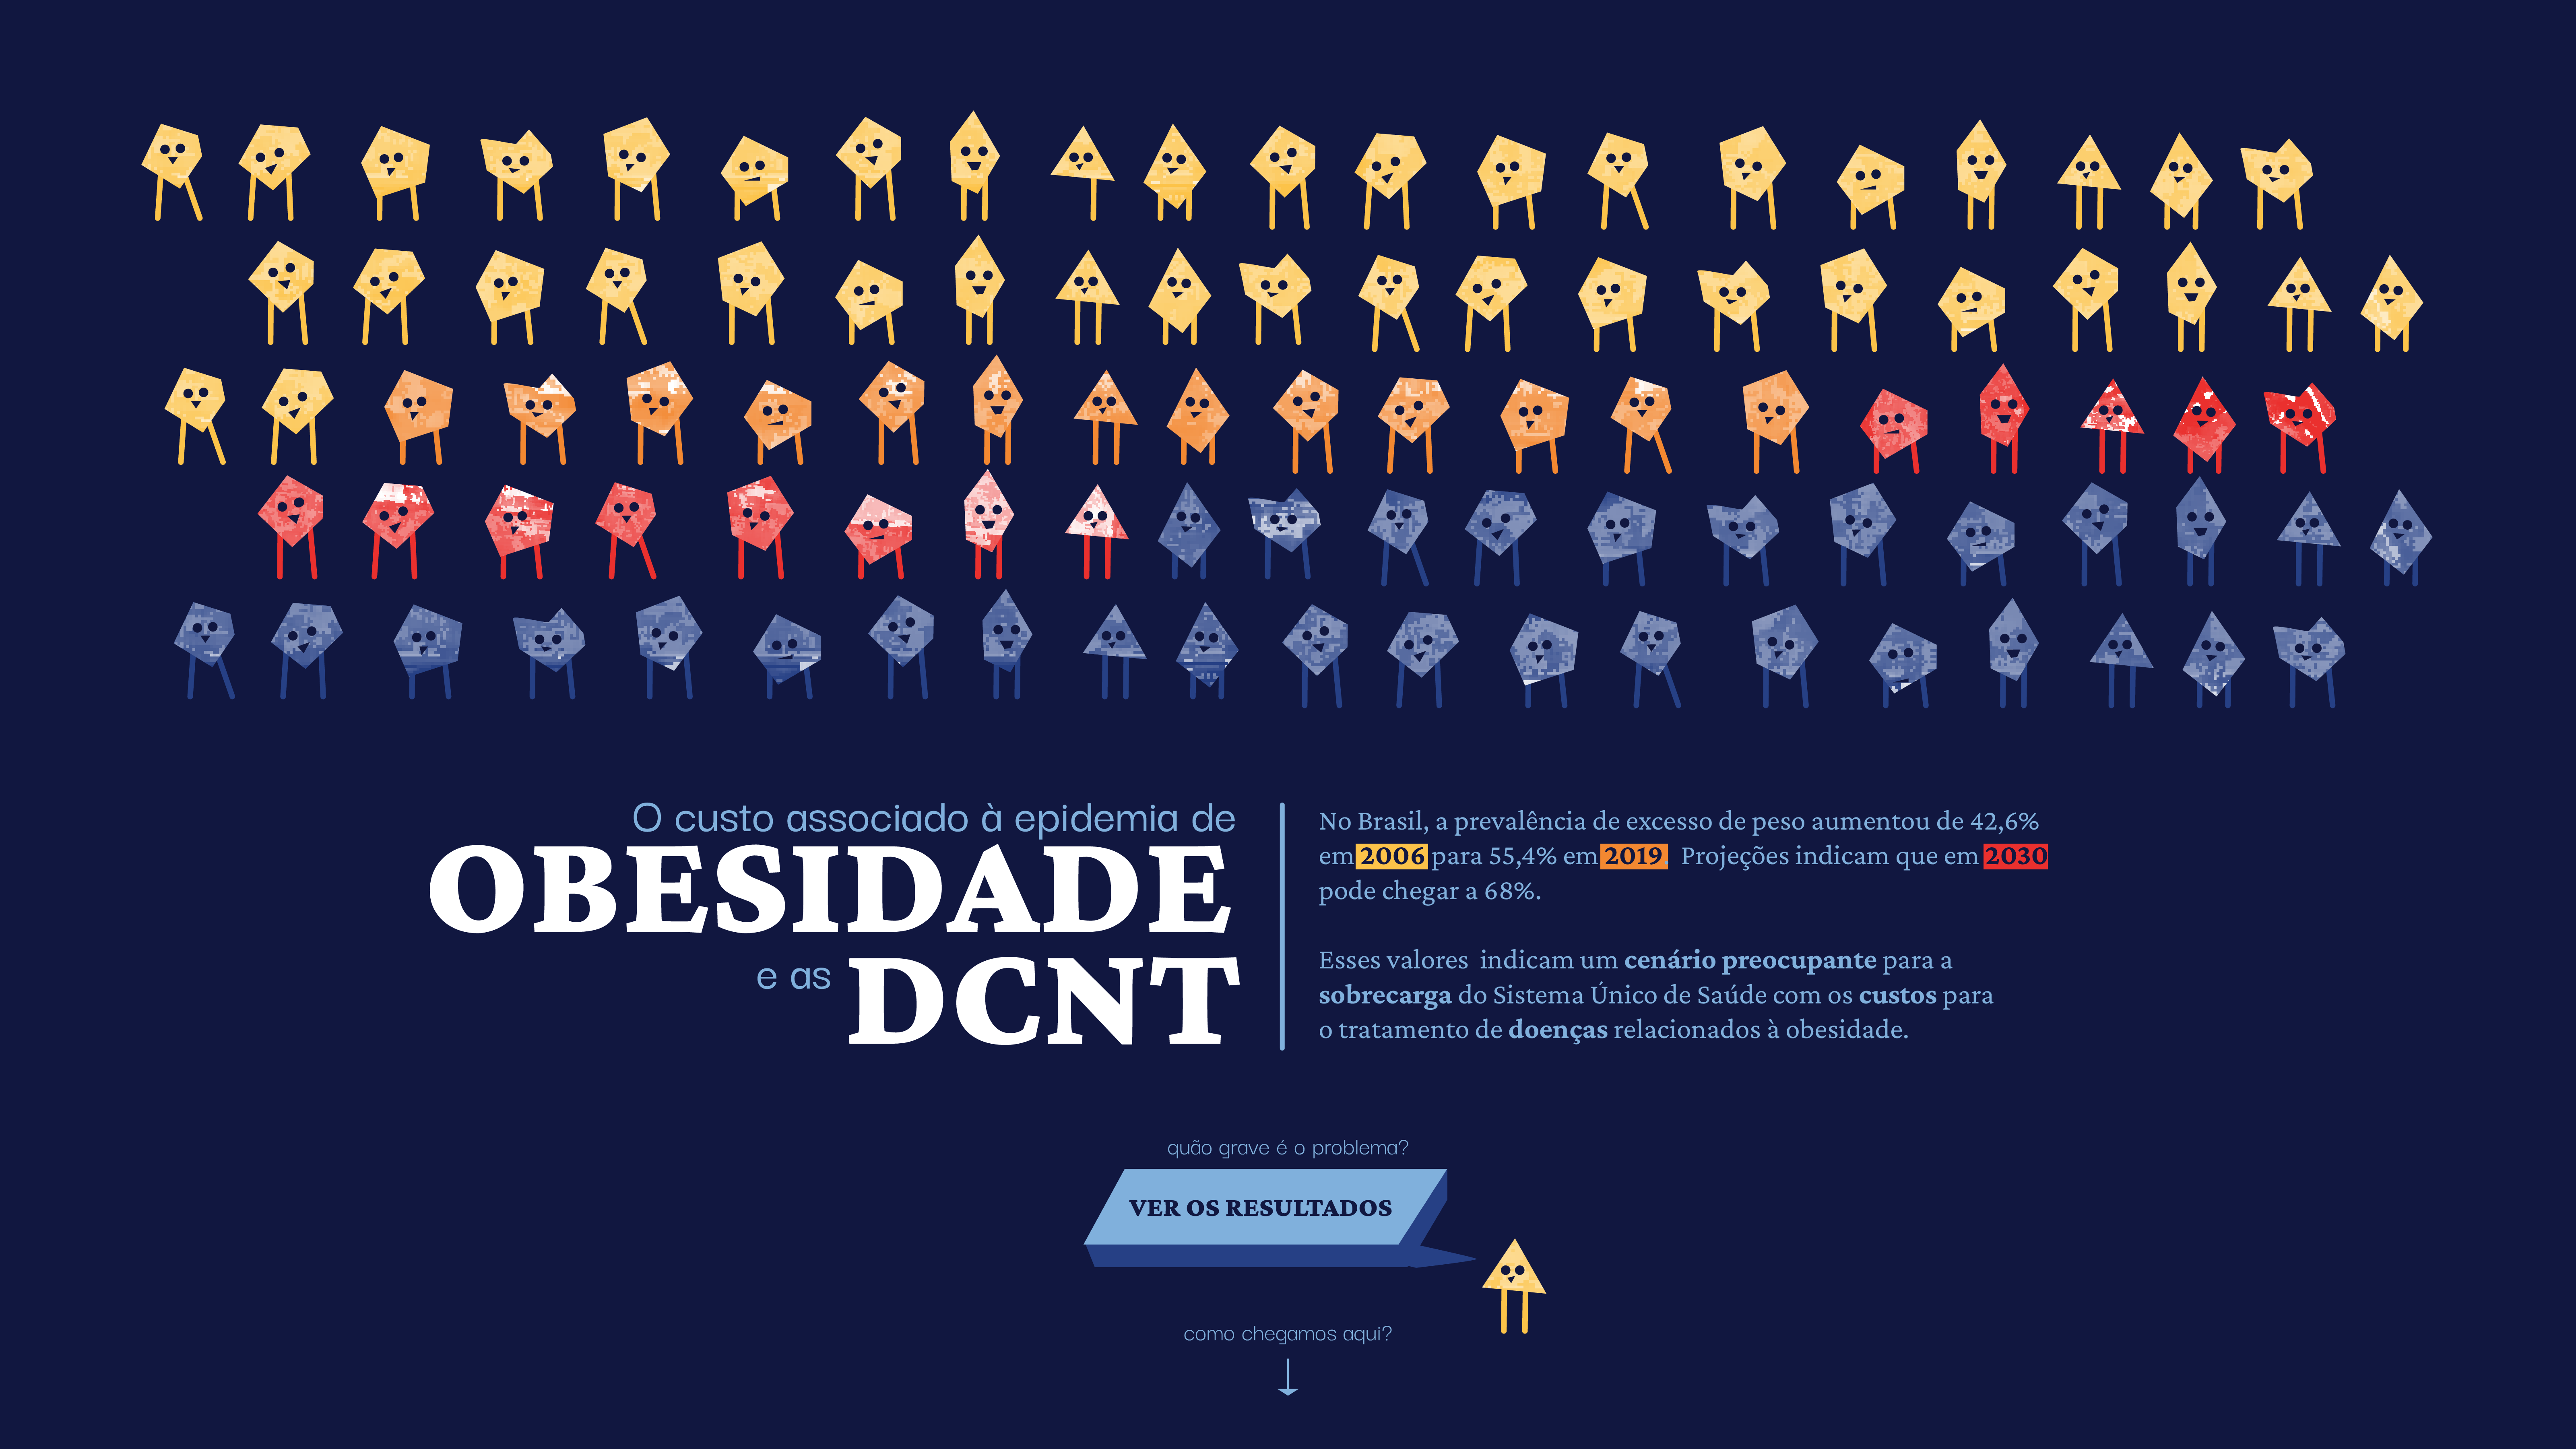 O custo associado à epidemia de
OBESIDADE
e as DCNT
No Brasil, a prevalência de excesso de peso aumentou de 42,6%
em 2006 para 55,4% em 2019 Projeções indicam que em 2030
pode chegar a 68%.
Esses valores indicam um cenário preocupante para a
sobrecarga do Sistema Único de Saúde com os custos para
o tratamento de doenças relacionados à obesidade.
quão grave é o problema?
VER OS RESULTADOS
como chegamos aqui?